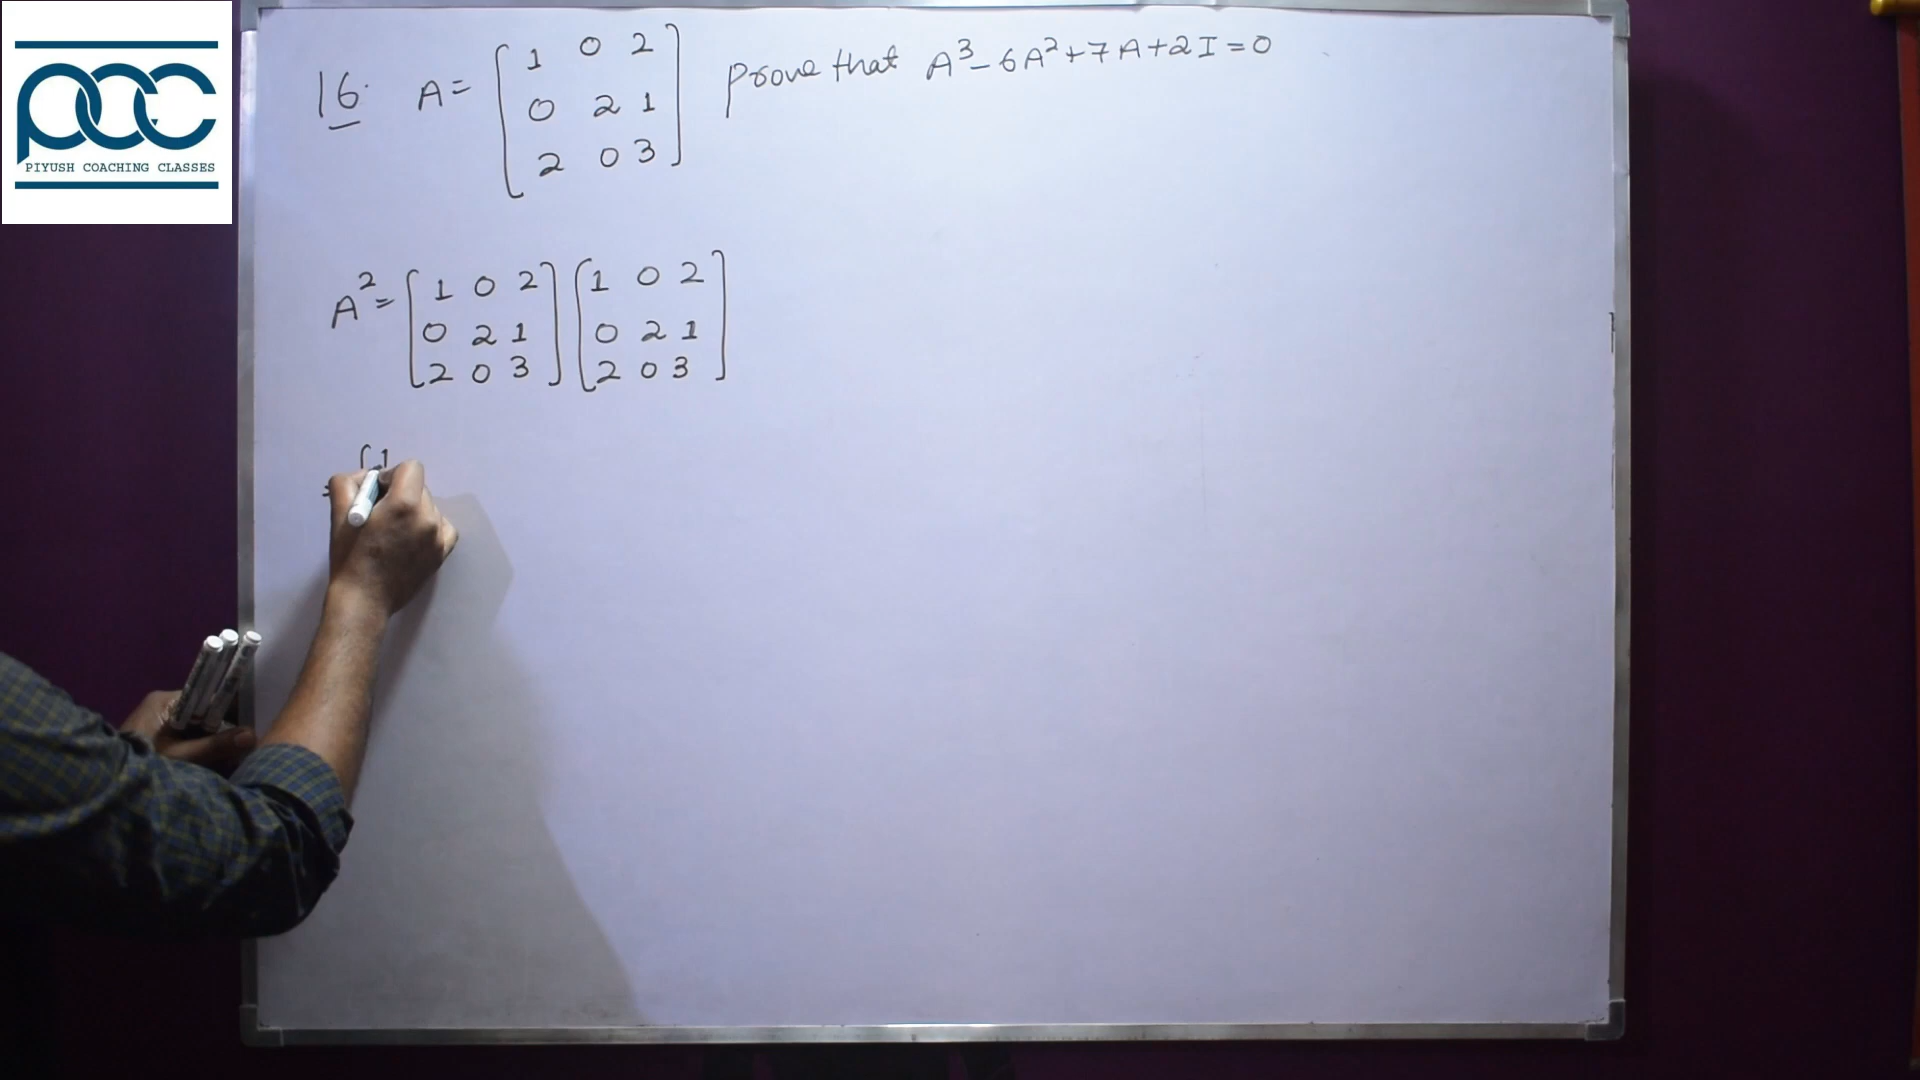 PCC
PIYUSH COACHING CLASSES
16. A = [ 1 0 2 Prove that A³ - 6A² + 7A + 2I = 0
0 2 1
2 0 3 ]
A² = [ 1 0 2 ] [ 1 0 2 ]
0 2 1 0 2 1
2 0 3 2 0 3
= [ 1